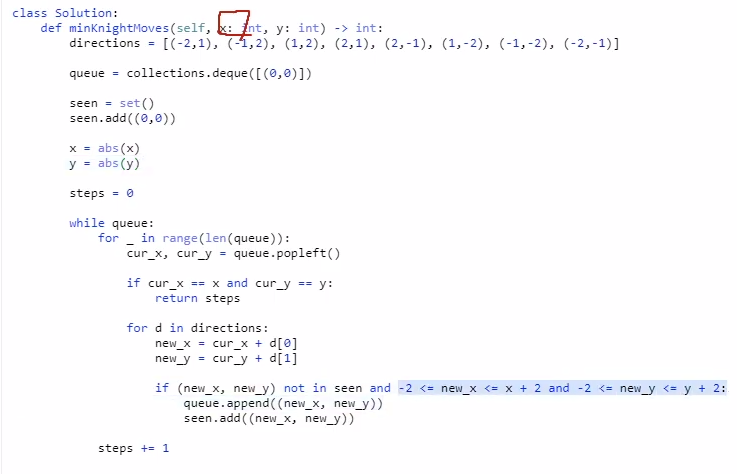 class Solution:
def minKnightMoves(self, x: int, y: int) -> int:
directions = [(-2,1), (-1,2), (1,2), (2,1), (2,-1), (1,-2), (-1,-2), (-2,-1)]
queue = collections.deque([(0,0)])
seen = set()
seen.add((0,0))
x = abs(x)
y = abs(y)
steps = 0
while queue:
for _ in range(len(queue)):
cur_x, cur_y = queue.popleft()
if cur_x == x and cur_y == y:
return steps
for d in directions:
new_x = cur_x + d[0]
new_y = cur_y + d[1]
if (new_x, new_y) not in seen and -2 <= new_x <= x + 2 and -2 <= new_y <= y + 2:
queue.append((new_x, new_y))
seen.add((new_x, new_y))
steps += 1